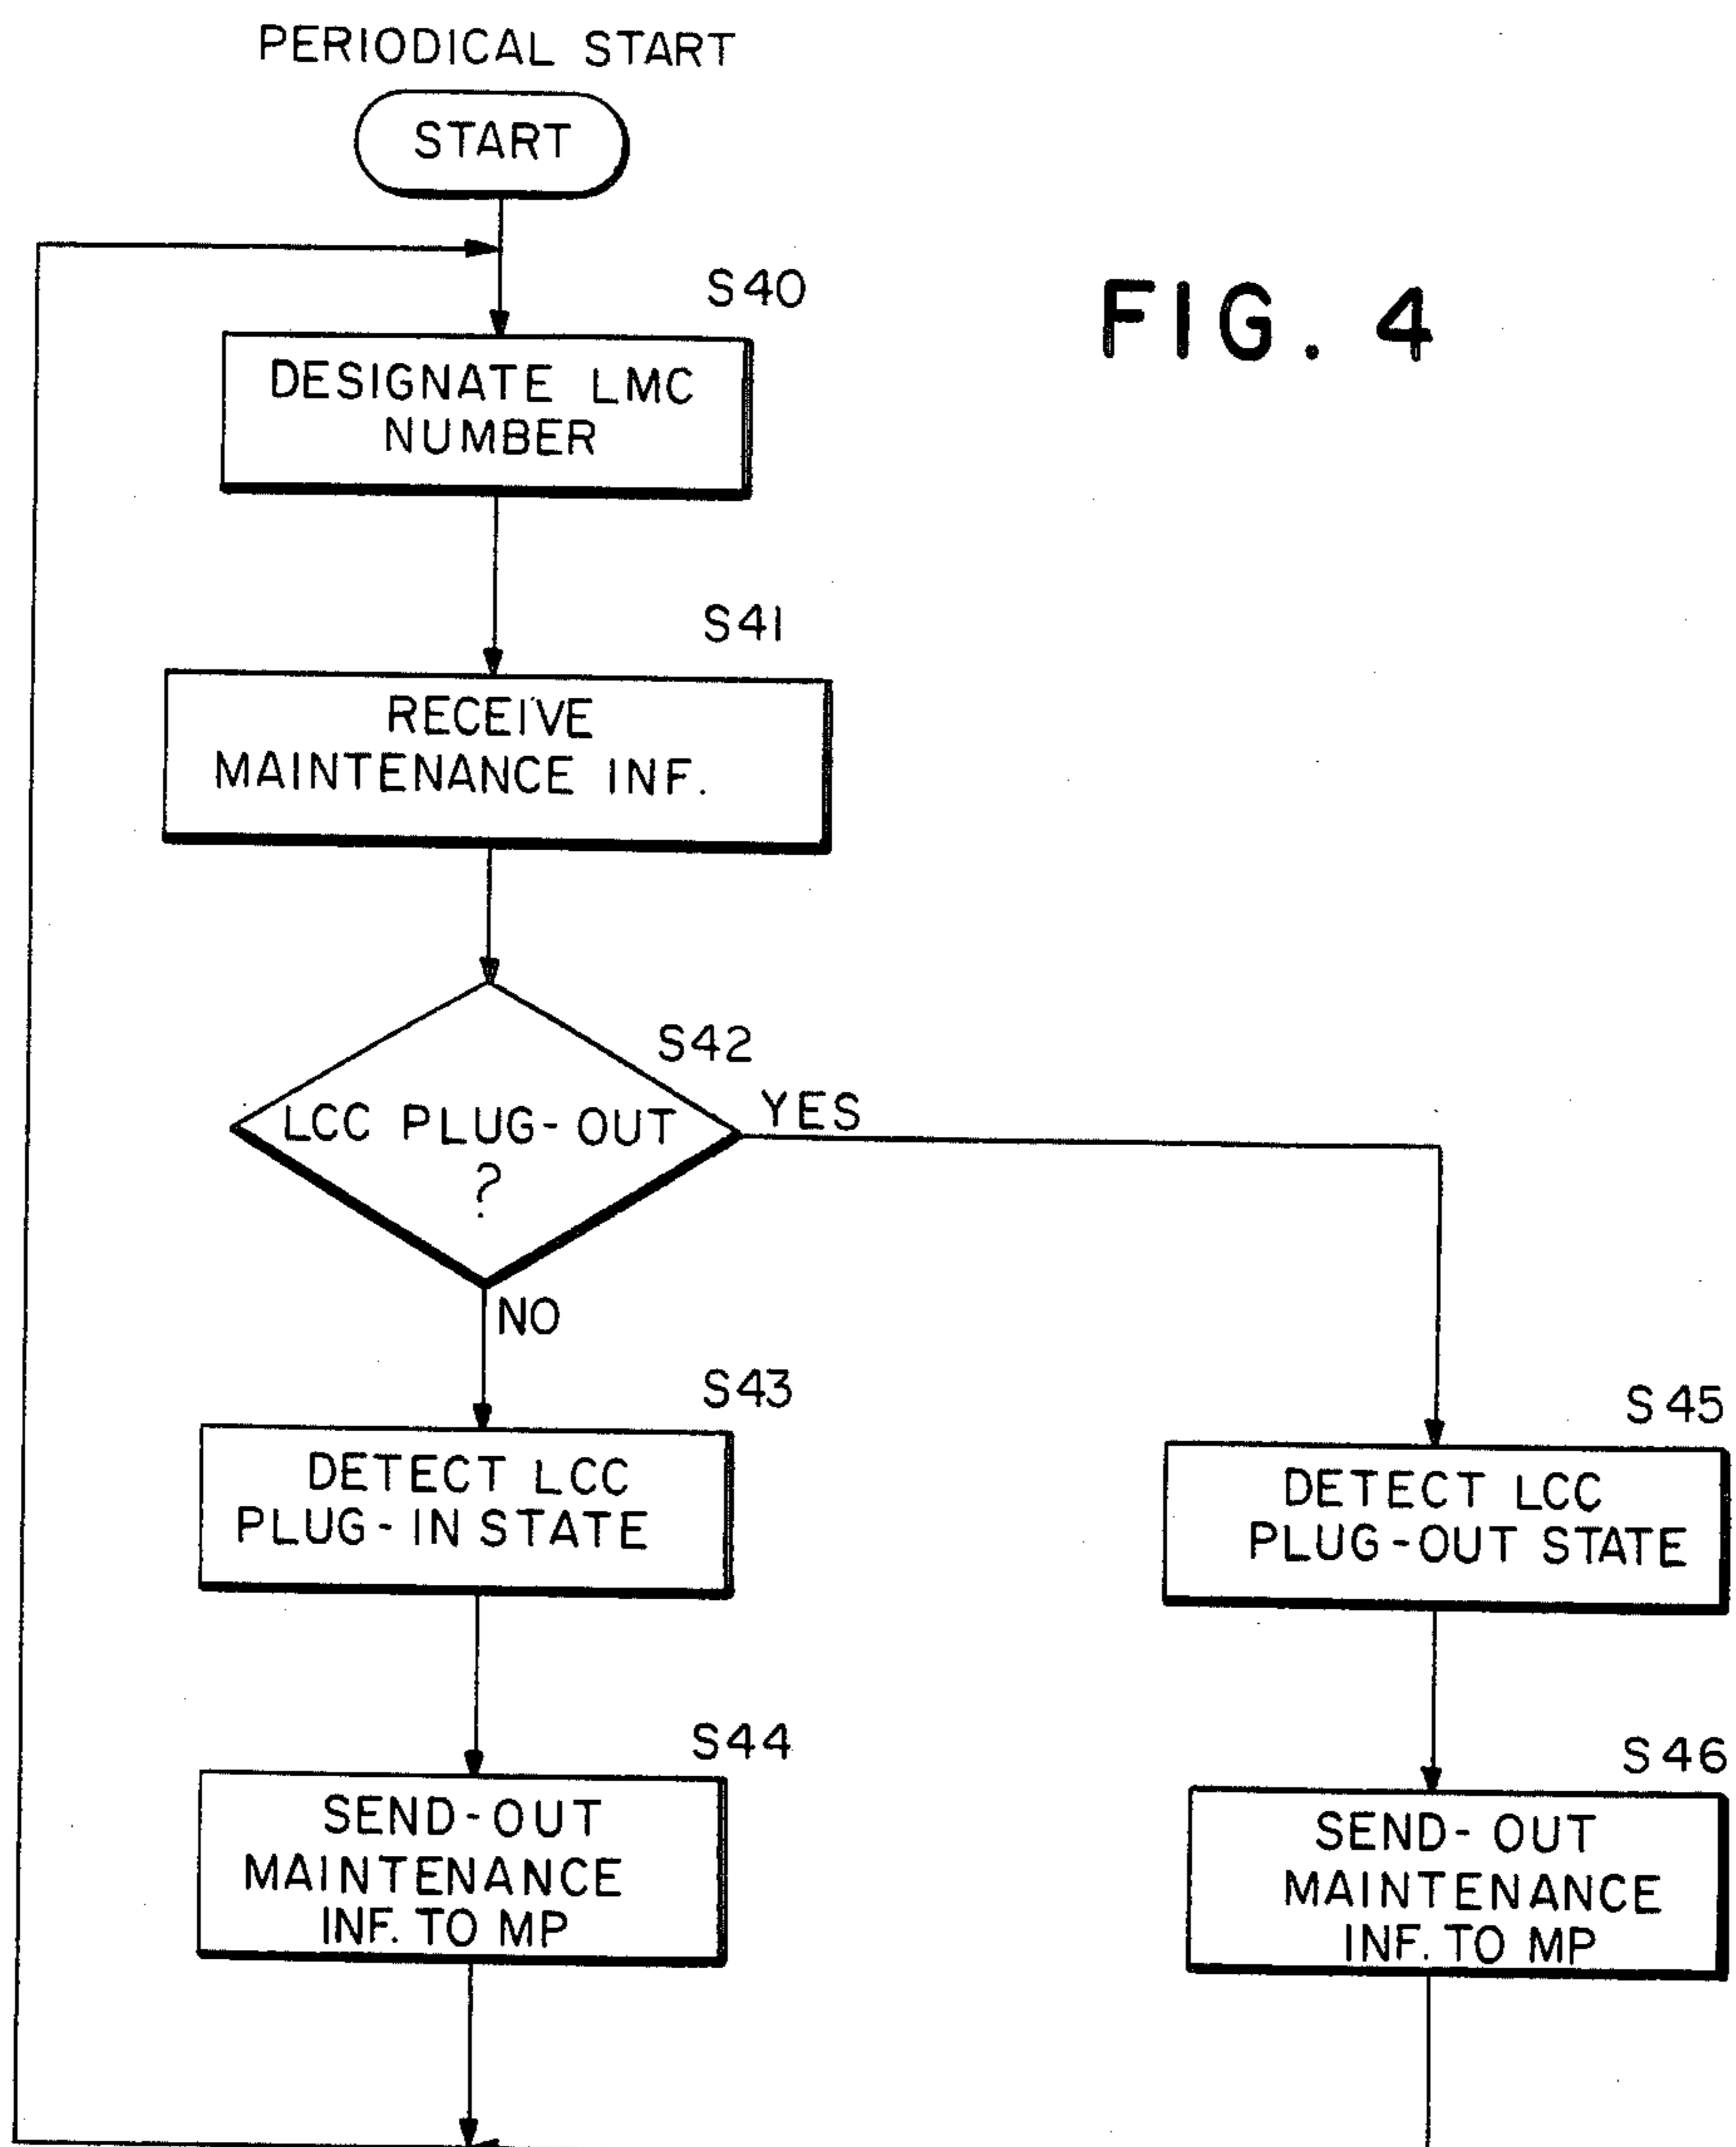 PERIODICAL START
START
S40
FIG. 4
DESIGNATE LMC
NUMBER
S41
RECEIVE
MAINTENANCE INF.
S42
LCC PLUG-OUT
?
YES
NO
S43
DETECT LCC
PLUG-IN STATE
S45
DETECT LCC
PLUG-OUT STATE
S44
SEND-OUT
MAINTENANCE
INF. TO MP
S46
SEND-OUT
MAINTENANCE
INF. TO MP